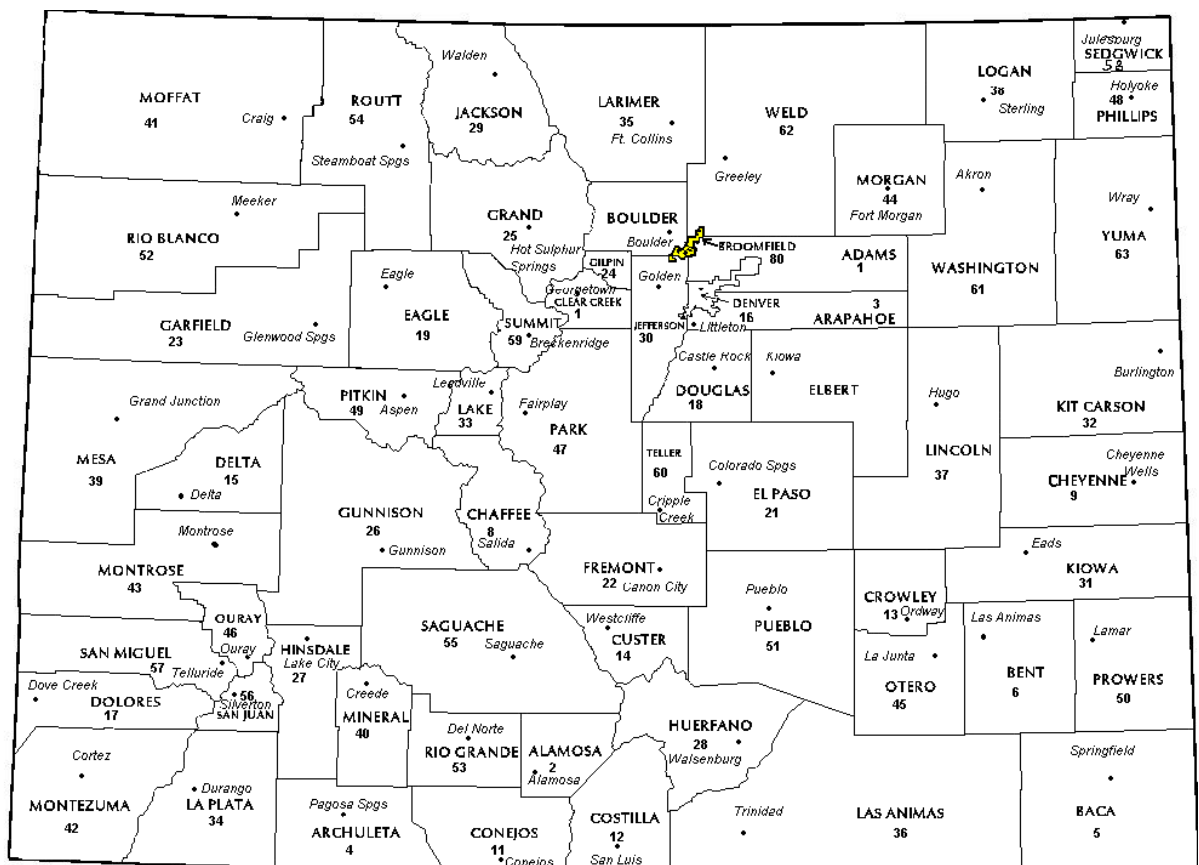 Julesburg
SEDGWICK
58
LOGAN
38
Sterling
Holyoke
48
PHILLIPS
MOFFAT
41
Craig
ROUTT
54
Steamboat Spgs
Walden
JACKSON
29
LARIMER
35
Ft. Collins
WELD
62
Greeley
MORGAN
44
Fort Morgan
Akron
WASHINGTON
61
Wray
YUMA
63
Meeker
RIO BLANCO
52
GRAND
25
Hot Sulphur
Springs
BOULDER
Boulder
BROOMFIELD
80
ADAMS
1
GILPIN
24
Golden
Georgetown
CLEAR CREEK
1
DENVER
16
3
ARAPAHOE
Littleton
JEFFERSON
30
Eagle
EAGLE
19
SUMMIT
59
Breckenridge
GARFIELD
23
Glenwood Spgs
Castle Rock
DOUGLAS
18
Kiowa
ELBERT
Hugo
LINCOLN
37
Burlington
KIT CARSON
32
Grand Junction
MESA
39
PITKIN
49
Aspen
Leadville
LAKE
33
Fairplay
PARK
47
DELTA
15
Delta
TELLER
60
Cripple
Creek
Colorado Spgs
EL PASO
21
Cheyenne
Wells
CHEYENNE
9
GUNNISON
26
Gunnison
CHAFFEE
8
Salida
Montrose
MONTROSE
43
FREMONT
22
Canon City
Eads
KIOWA
31
Pueblo
PUEBLO
51
CROWLEY
13
Ordway
OURAY
46
Ouray
HINSDALE
Lake City
27
SAGUACHE
55
Saguache
Westcliffe
CUSTER
14
Las Animas
BENT
6
Lamar
PROWERS
50
La Junta
OTERO
45
SAN MIGUEL
57
Telluride
Dove Creek
DOLORES
17
56
Silverton
SAN JUAN
Creede
MINERAL
40
Del Norte
RIO GRANDE
53
ALAMOSA
2
Alamosa
HUERFANO
28
Walsenburg
Cortez
MONTEZUMA
42
Durango
LA PLATA
34
Pagosa Spgs
ARCHULETA
4
CONEJOS
11
Conejos
COSTILLA
12
San Luis
Trinidad
LAS ANIMAS
36
Springfield
BACA
5